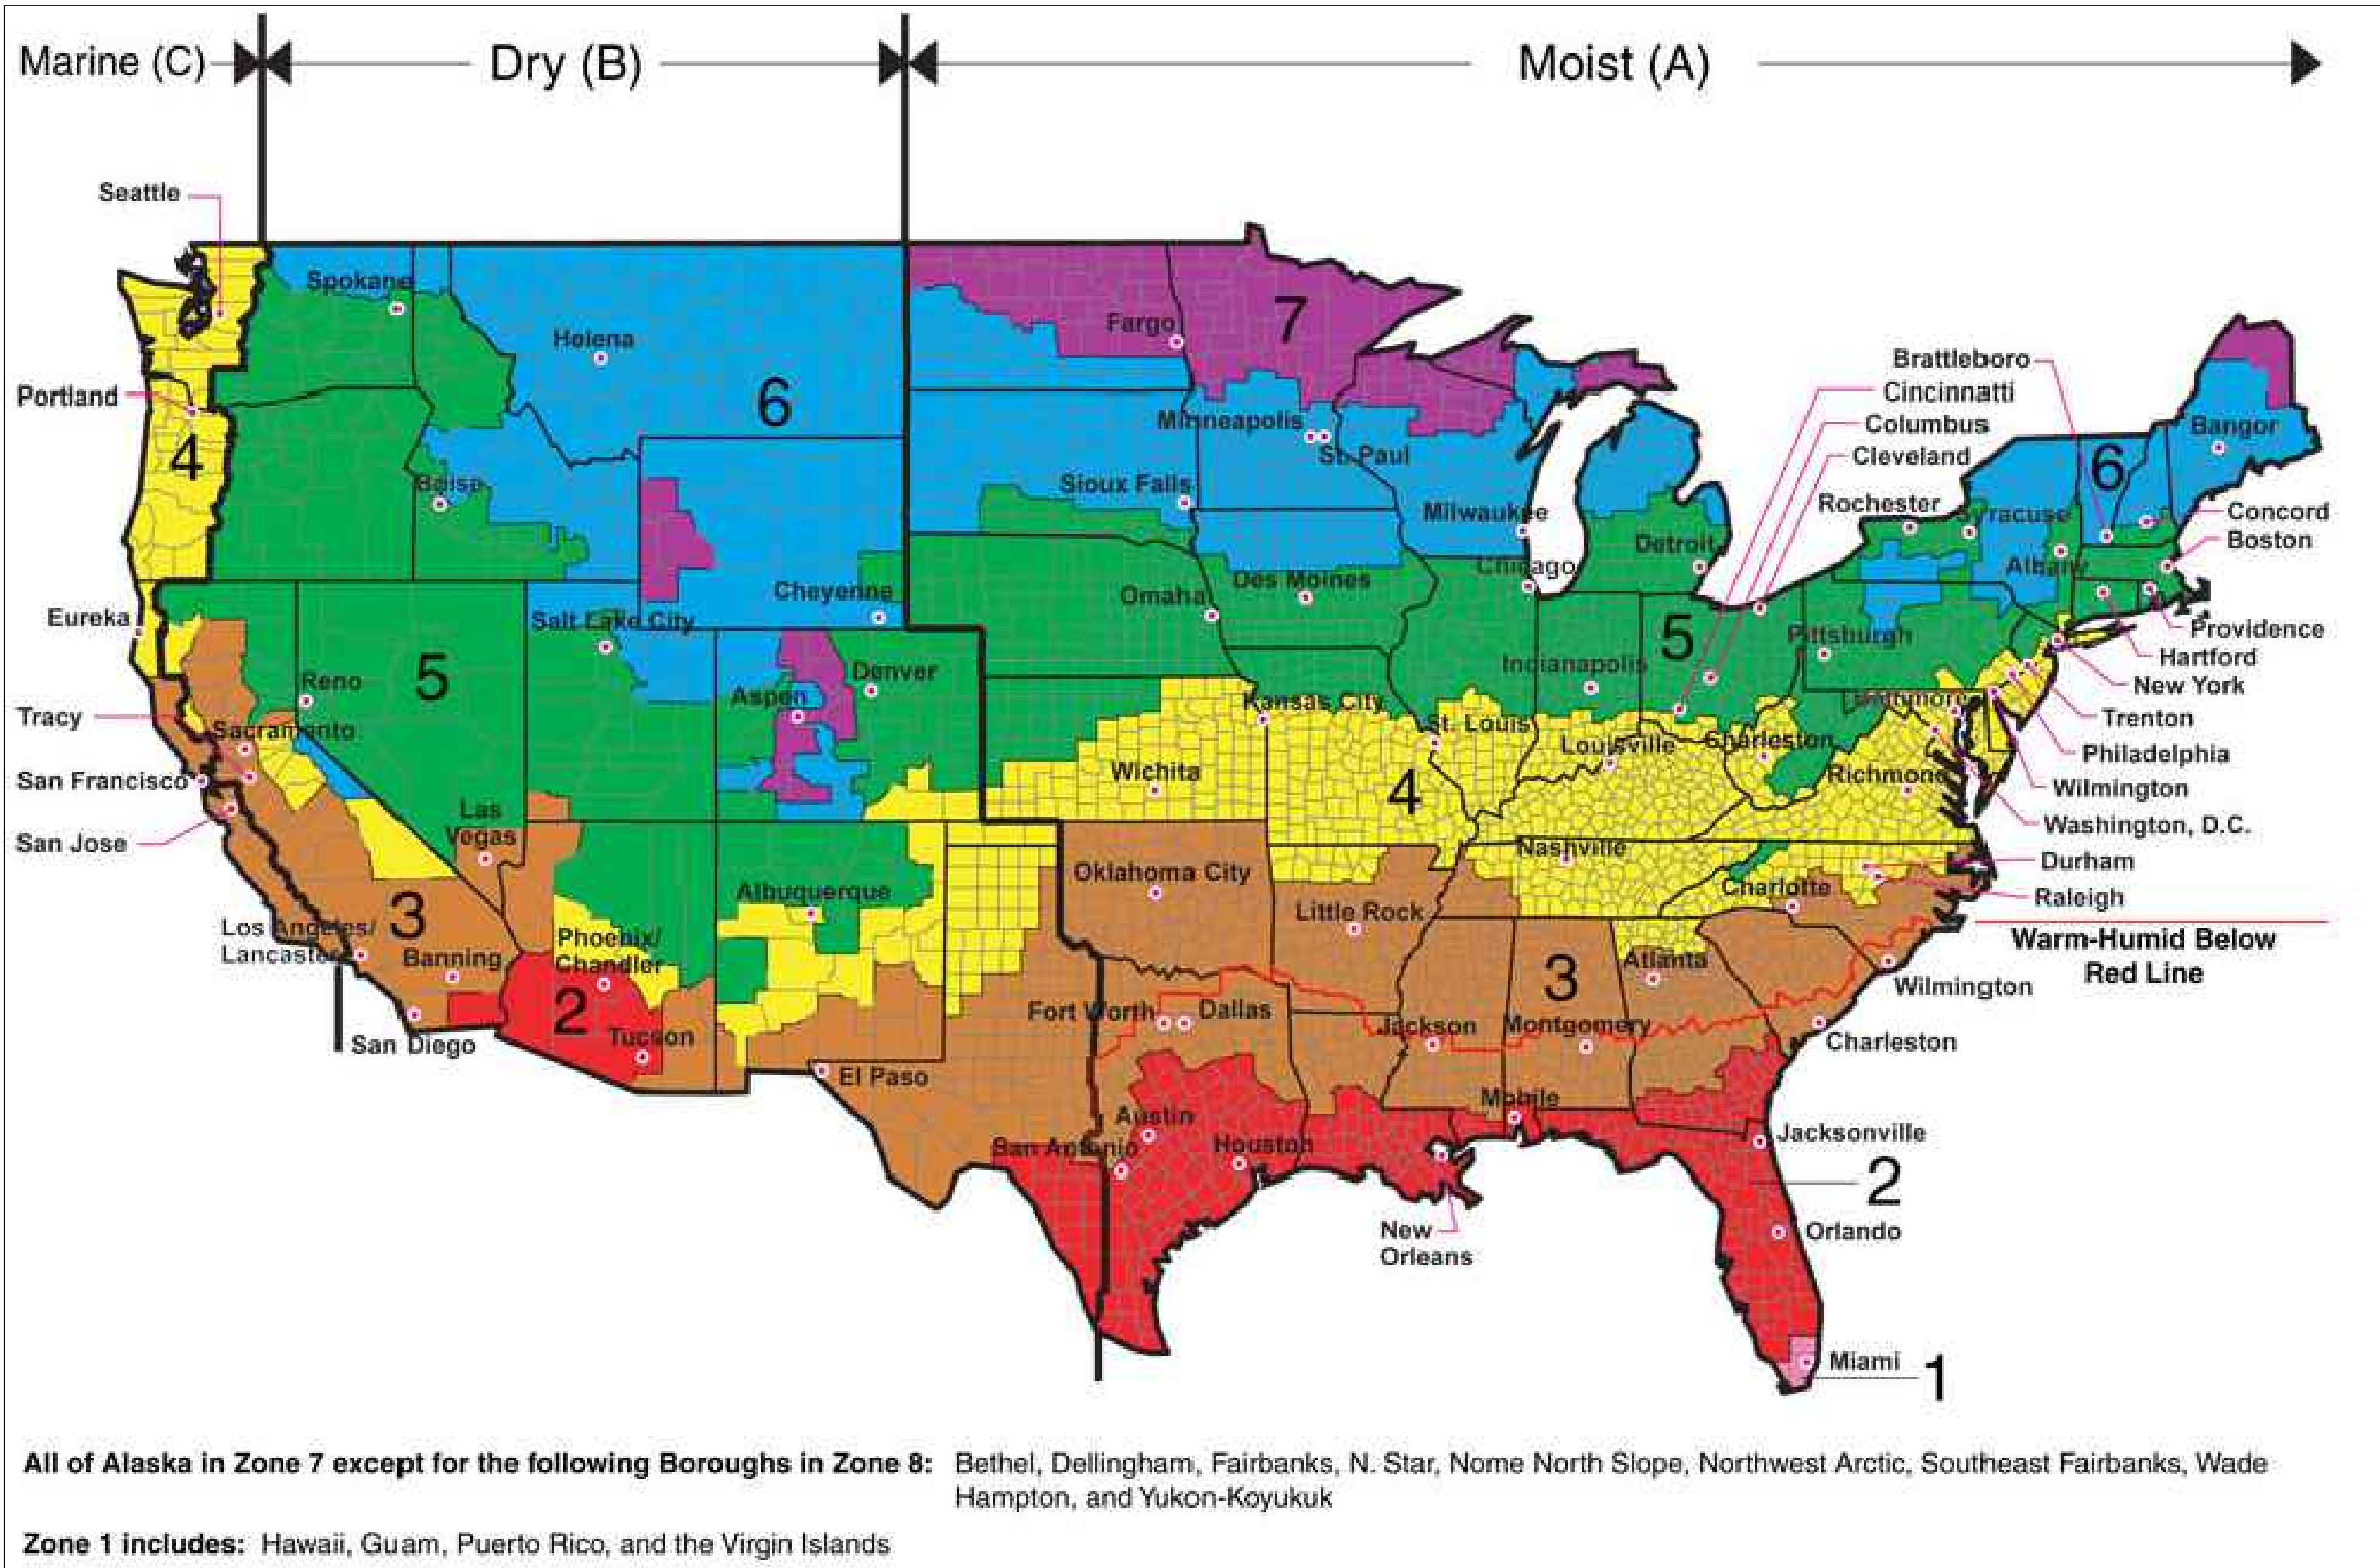 Marine (C)
Dry (B)
Moist (A)
Seattle
Spokane
Helena
Fargo
7
6
Portland
4
Boise
Minneapolis
St. Paul
Sioux Falls
Milwaukee
Brattleboro
Cincinnatti
Columbus
Cleveland
Rochester
Syracuse
6
Bangor
Concord
Boston
Detroit
Chicago
Albany
Eureka
Cheyenne
Omaha
Des Moines
Salt Lake City
Providence
Hartford
New York
Trenton
Philadelphia
Wilmington
Washington, D.C.
Durham
Raleigh
Reno
5
Aspen
Denver
Indianapolis
5
Pittsburgh
Baltimore
Tracy
Sacramento
Kansas City
St. Louis
Louisville
Charleston
Richmond
San Francisco
Wichita
4
San Jose
Las
Vegas
Nashville
Oklahoma City
Albuquerque
Charlotte
Little Rock
3
Los Angeles/
Lancaster
Banning
Phoenix/
Chandler
2
Tucson
3
Atlanta
Warm-Humid Below
Red Line
Wilmington
Fort Worth
Dallas
Jackson
Montgomery
San Diego
El Paso
Charleston
Austin
San Antonio
Houston
Mobile
Jacksonville
2
New
Orleans
Orlando
Miami
1
All of Alaska in Zone 7 except for the following Boroughs in Zone 8: Bethel, Dellingham, Fairbanks, N. Star, Nome North Slope, Northwest Arctic, Southeast Fairbanks, Wade
Hampton, and Yukon-Koyukuk
Zone 1 includes: Hawaii, Guam, Puerto Rico, and the Virgin Islands